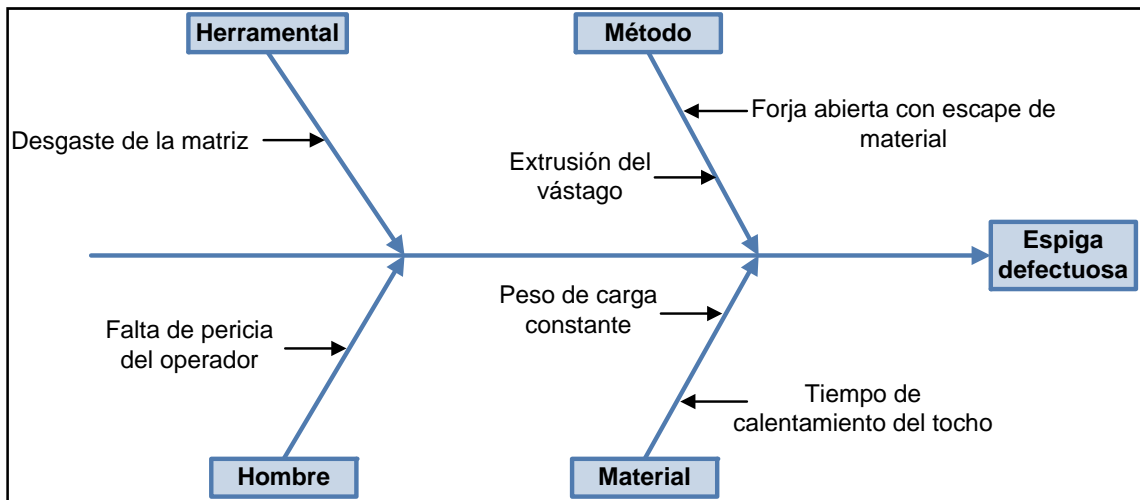 Herramental
Método
Desgaste de la matriz
Forja abierta con escape de
material
Extrusión del
vástago
Espiga
defectuosa
Falta de pericia
del operador
Peso de carga
constante
Tiempo de
calentamiento del tocho
Hombre
Material